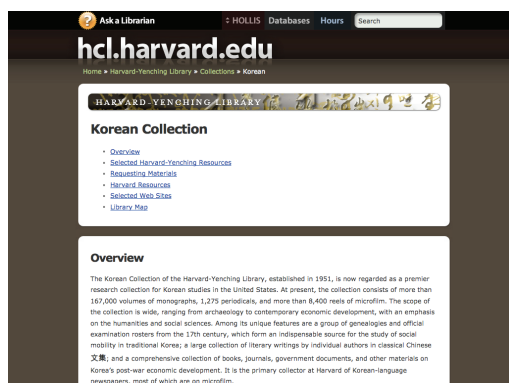 Ask a Librarian
HOLLIS Databases Hours Search
hcl.harvard.edu
Home » Harvard-Yenching Library » Collections » Korean
HARVARD-YENCHING LIBRARY
Korean Collection
• Overview
• Selected Harvard-Yenching Resources
• Requesting Materials
• Harvard Resources
• Selected Web Sites
• Library Map
Overview
The Korean Collection of the Harvard-Yenching Library, established in 1951, is now regarded as a premier
research collection for Korean studies in the United States. At present, the collection consists of more than
167,000 volumes of monographs, 1,275 periodicals, and more than 8,400 reels of microfilm. The scope of
the collection is wide, ranging from archaeology to contemporary economic development, with an emphasis
on the humanities and social sciences. Among its unique features are a group of genealogies and official
examination rosters from the 17th century, which form an indispensable source for the study of social
mobility in traditional Korea; a large collection of literary writings by individual authors in classical Chinese
文集; and a comprehensive collection of books, journals, government documents, and other materials on
Korea's post-war economic development. It is the primary collector at Harvard of Korean-language
newspapers, most of which are on microfilm.